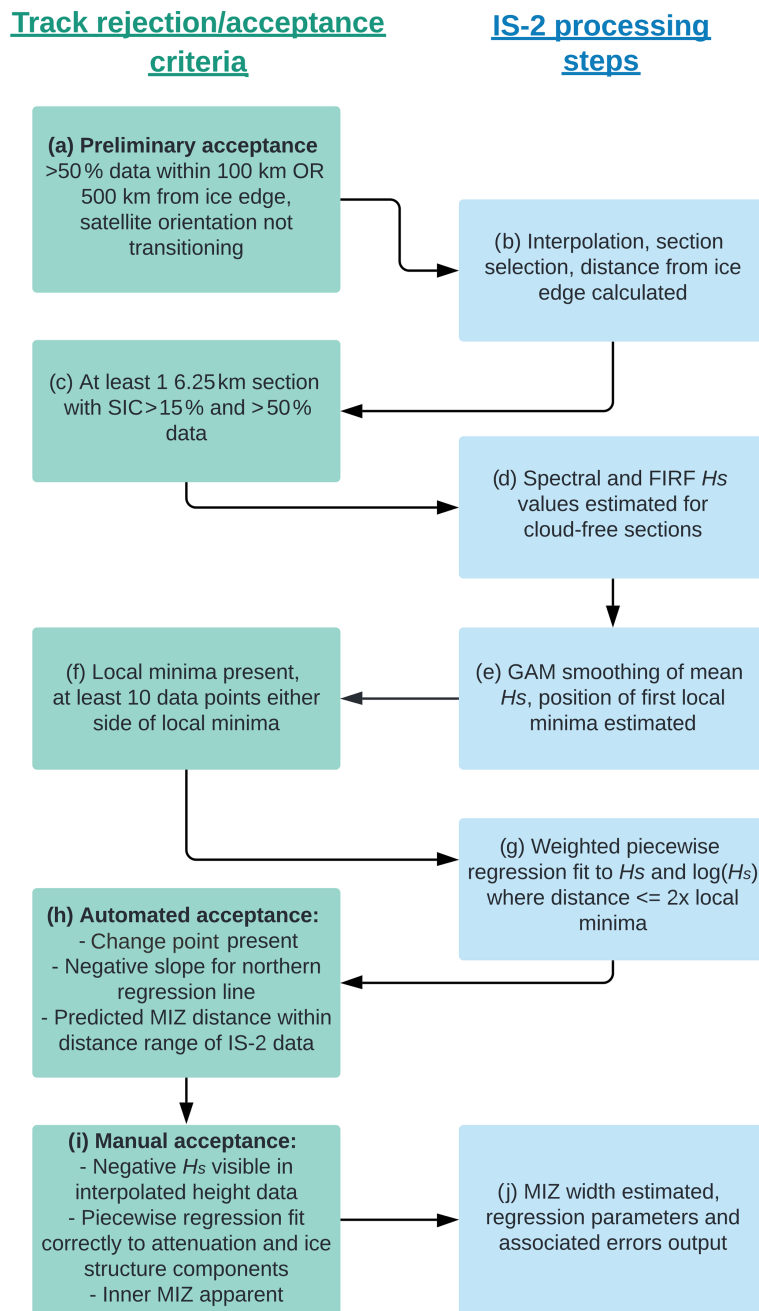 Track rejection/acceptance
criteria
IS-2 processing
steps
(a) Preliminary acceptance
>50 % data within 100 km OR
500 km from ice edge,
satellite orientation not
transitioning
(b) Interpolation, section
selection, distance from ice
edge calculated
(c) At least 1 6.25 km section
with SIC > 15 % and > 50 %
data
(d) Spectral and FIRF Hs
values estimated for
cloud-free sections
(e) GAM smoothing of mean
Hs, position of first local
minima estimated
(f) Local minima present,
at least 10 data points either
side of local minima
(g) Weighted piecewise
regression fit to Hs and log(Hs)
where distance <= 2x local
minima
(h) Automated acceptance:
- Change point present
- Negative slope for northern
regression line
- Predicted MIZ distance within
distance range of IS-2 data
(i) Manual acceptance:
- Negative Hs visible in
interpolated height data
- Piecewise regression fit
correctly to attenuation and ice
structure components
- Inner MIZ apparent
(j) MIZ width estimated,
regression parameters and
associated errors output